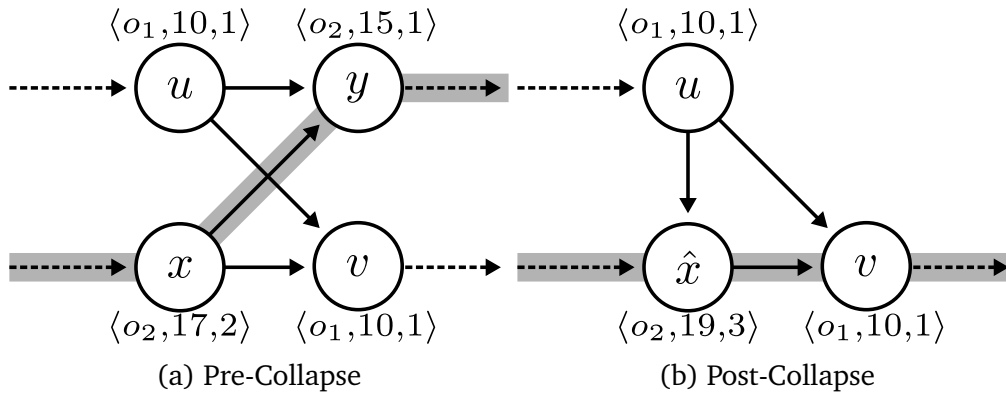 ⟨o₁,10,1⟩ ⟨o₂,15,1⟩
u y
x v
⟨o₂,17,2⟩ ⟨o₁,10,1⟩
(a) Pre-Collapse
⟨o₁,10,1⟩
u
x̂ v
⟨o₂,19,3⟩ ⟨o₁,10,1⟩
(b) Post-Collapse